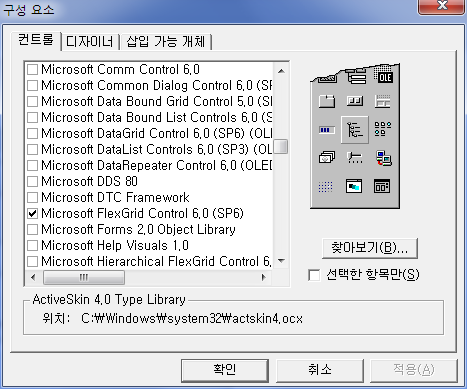 구성 요소
컨트롤 디자이너 삽입 가능 개체
Microsoft Comm Control 6,0
Microsoft Common Dialog Control 6,0 (SF
Microsoft Data Bound Grid Control 5,0 (SF
Microsoft Data Bound List Controls 6,0 (S
Microsoft DataGrid Control 6,0 (SP6) (OLE
Microsoft DataList Controls 6,0 (SP3) (OLE
Microsoft DataRepeater Control 6,0 (OLED
Microsoft DDS 80
Microsoft DTC Framework
Microsoft FlexGrid Control 6,0 (SP6)
Microsoft Forms 2,0 Object Library
Microsoft Help Visuals 1,0
Microsoft Hierarchical FlexGrid Control 6,
OLE
찾아보기(B)...
선택한 항목만(S)
ActiveSkin 4,0 Type Library
위치: C:₩Windows₩system32₩actskin4,ocx
확인 취소 적용(A)